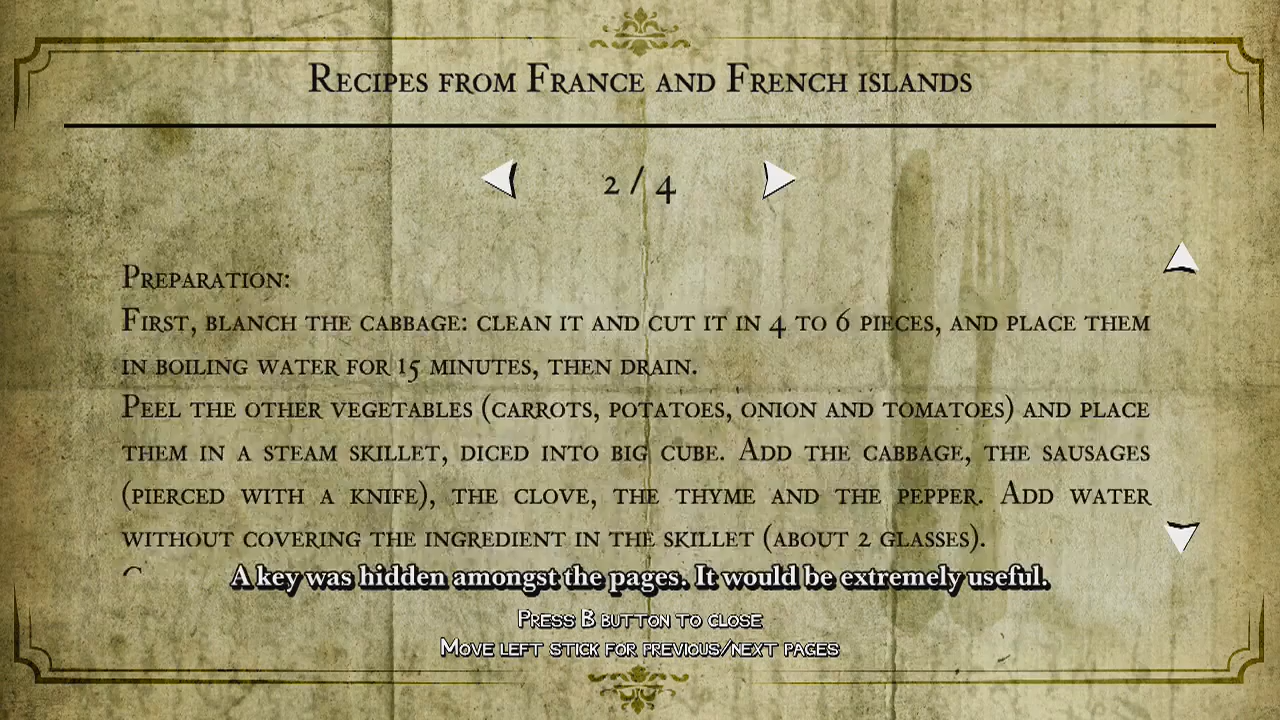 Recipes from France and French islands
2 / 4
Preparation:
First, blanch the cabbage: clean it and cut it in 4 to 6 pieces, and place them
in boiling water for 15 minutes, then drain.
Peel the other vegetables (carrots, potatoes, onion and tomatoes) and place
them in a steam skillet, diced into big cube. Add the cabbage, the sausages
(pierced with a knife), the clove, the thyme and the pepper. Add water
without covering the ingredient in the skillet (about 2 glasses).
A key was hidden amongst the pages. It would be extremely useful.
Press B button to close
Move left stick for previous/next pages